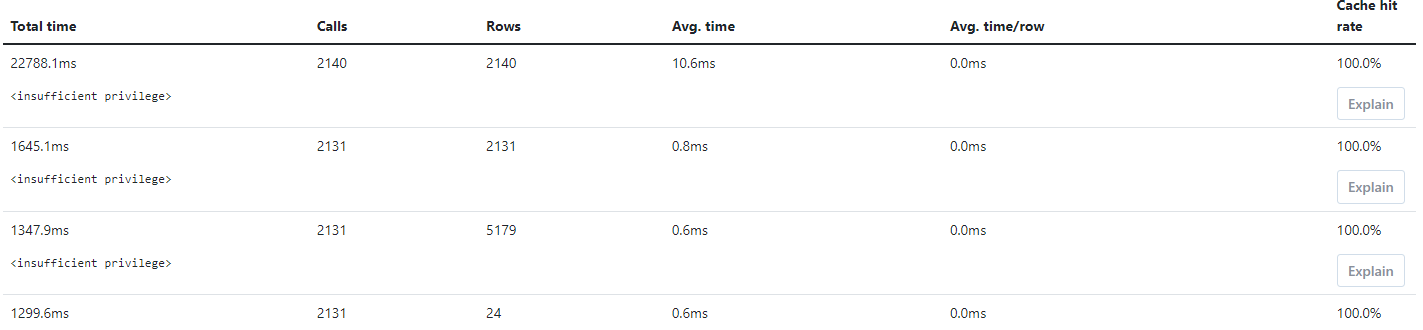 Total time Calls Rows Avg. time Avg. time/row Cache hit rate
22788.1ms 2140 2140 10.6ms 0.0ms 100.0%
<insufficient privilege> Explain
1645.1ms 2131 2131 0.8ms 0.0ms 100.0%
<insufficient privilege> Explain
1347.9ms 2131 5179 0.6ms 0.0ms 100.0%
<insufficient privilege> Explain
1299.6ms 2131 24 0.6ms 0.0ms 100.0%